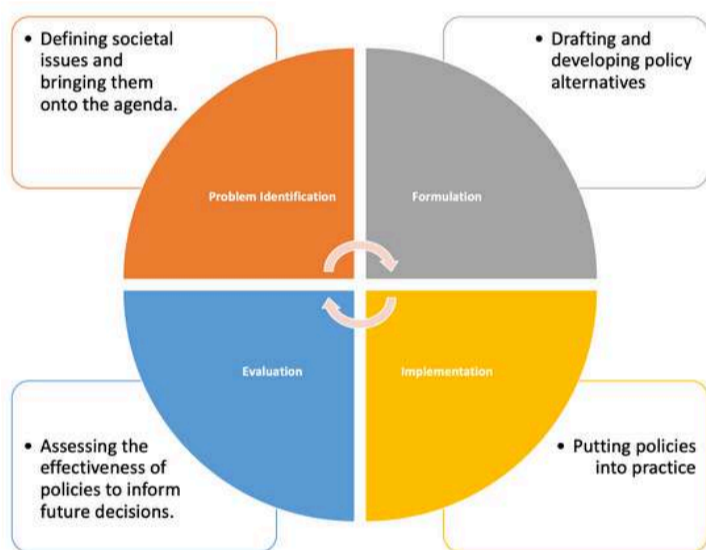 • Defining societal
issues and
bringing them
onto the agenda.
• Drafting and
developing policy
alternatives
Problem Identification
Formulation
Evaluation
Implementation
• Assessing the
effectiveness of
policies to inform
future decisions.
• Putting policies
into practice